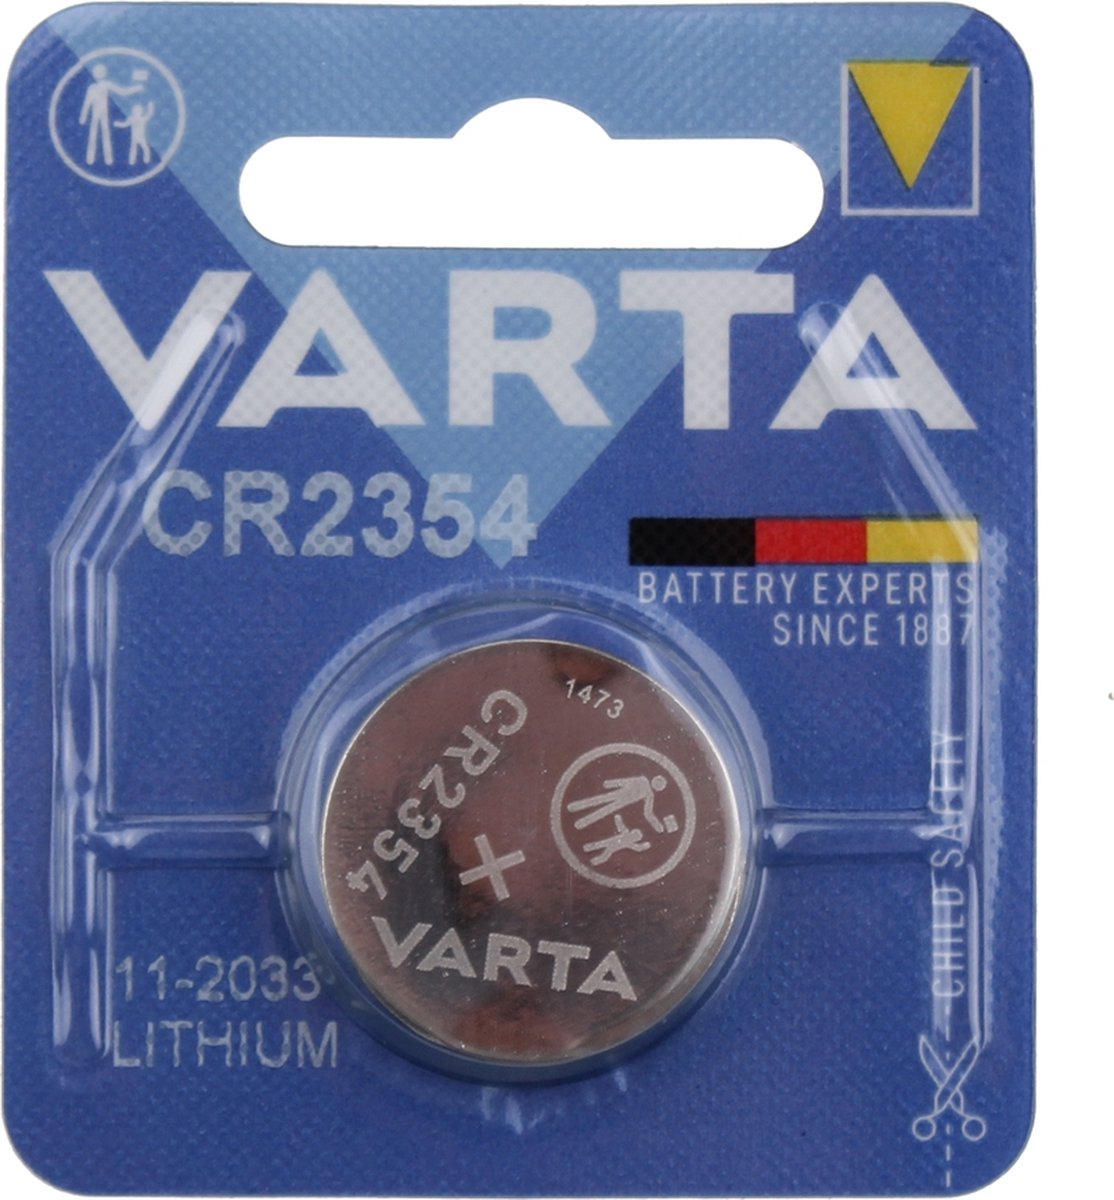 VARTA
CR2354
BATTERY EXPERTS
SINCE 1887
1473
CR2354
+
VARTA
CHILD SAFETY
11-2033
LITHIUM